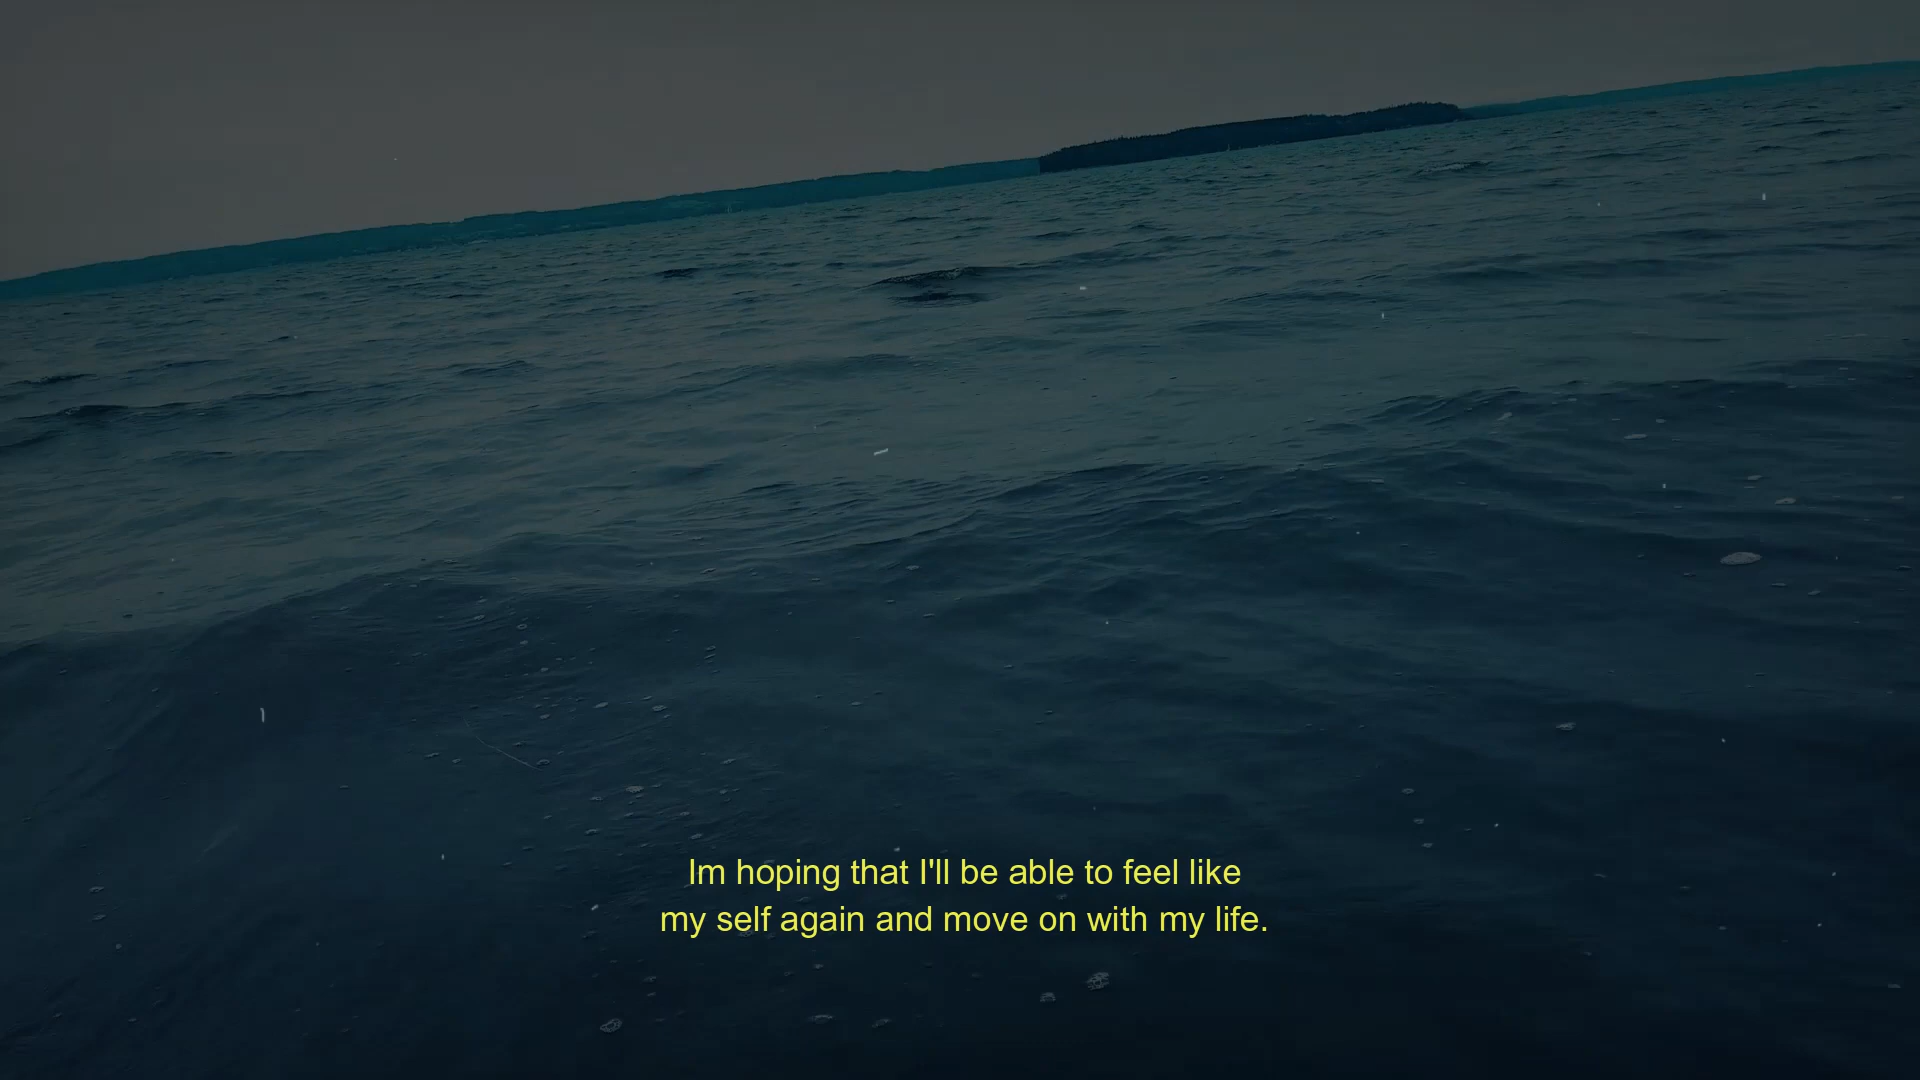 Im hoping that I'll be able to feel like
my self again and move on with my life.